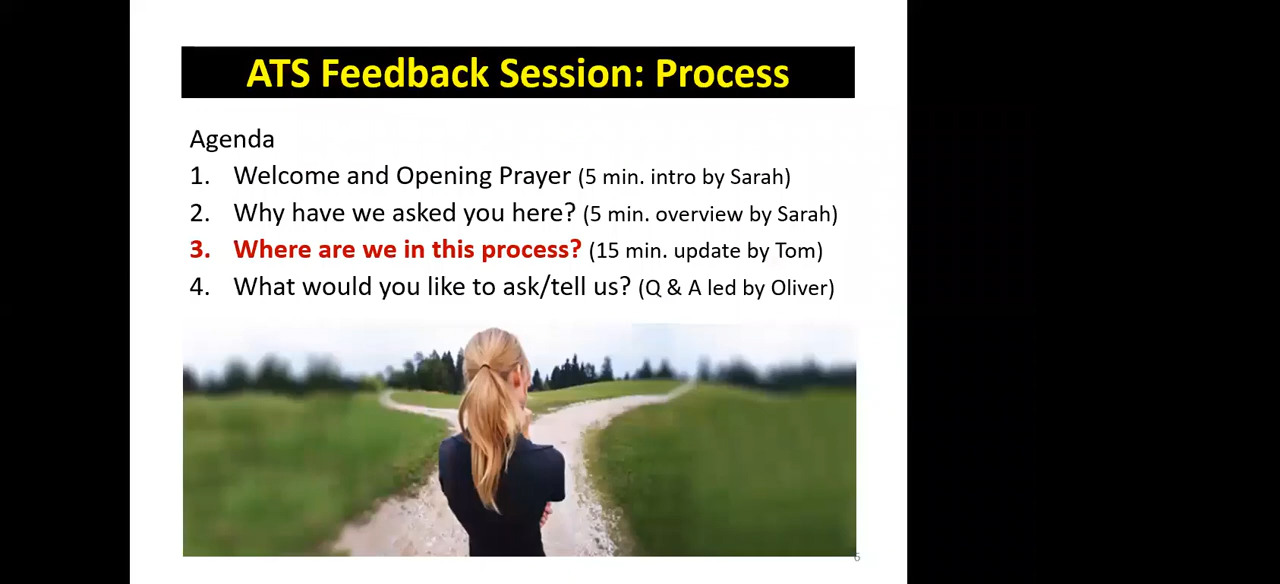 ATS Feedback Session: Process
Agenda
1. Welcome and Opening Prayer (5 min. intro by Sarah)
2. Why have we asked you here? (5 min. overview by Sarah)
3. Where are we in this process? (15 min. update by Tom)
4. What would you like to ask/tell us? (Q & A led by Oliver)